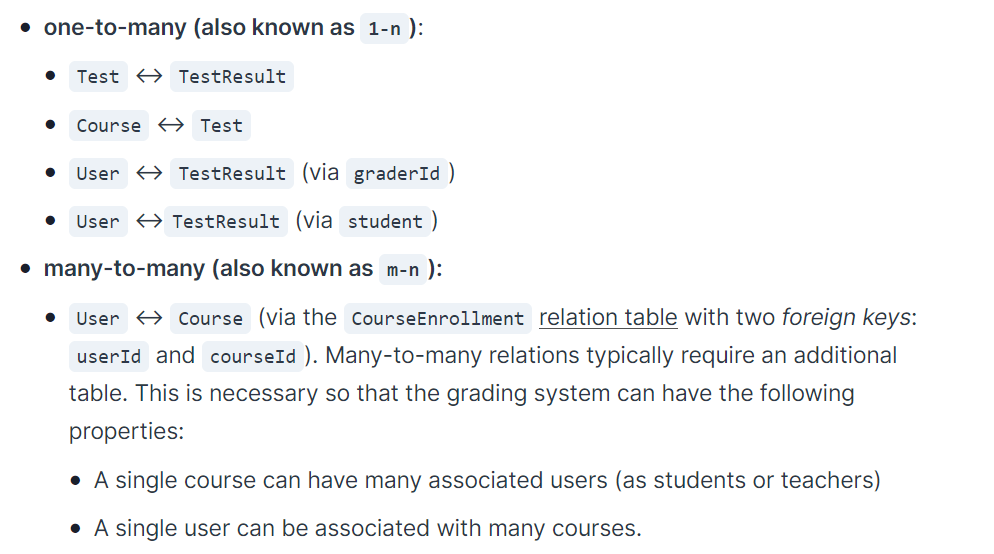 • one-to-many (also known as 1-n):
• Test ↔ TestResult
• Course ↔ Test
• User ↔ TestResult (via graderId)
• User ↔ TestResult (via student)
• many-to-many (also known as m-n):
• User ↔ Course (via the CourseEnrollment relation table with two foreign keys:
userId and courseId). Many-to-many relations typically require an additional
table. This is necessary so that the grading system can have the following
properties:
• A single course can have many associated users (as students or teachers)
• A single user can be associated with many courses.